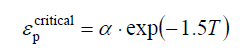 ε_p^critical = α · exp(−1.5T)